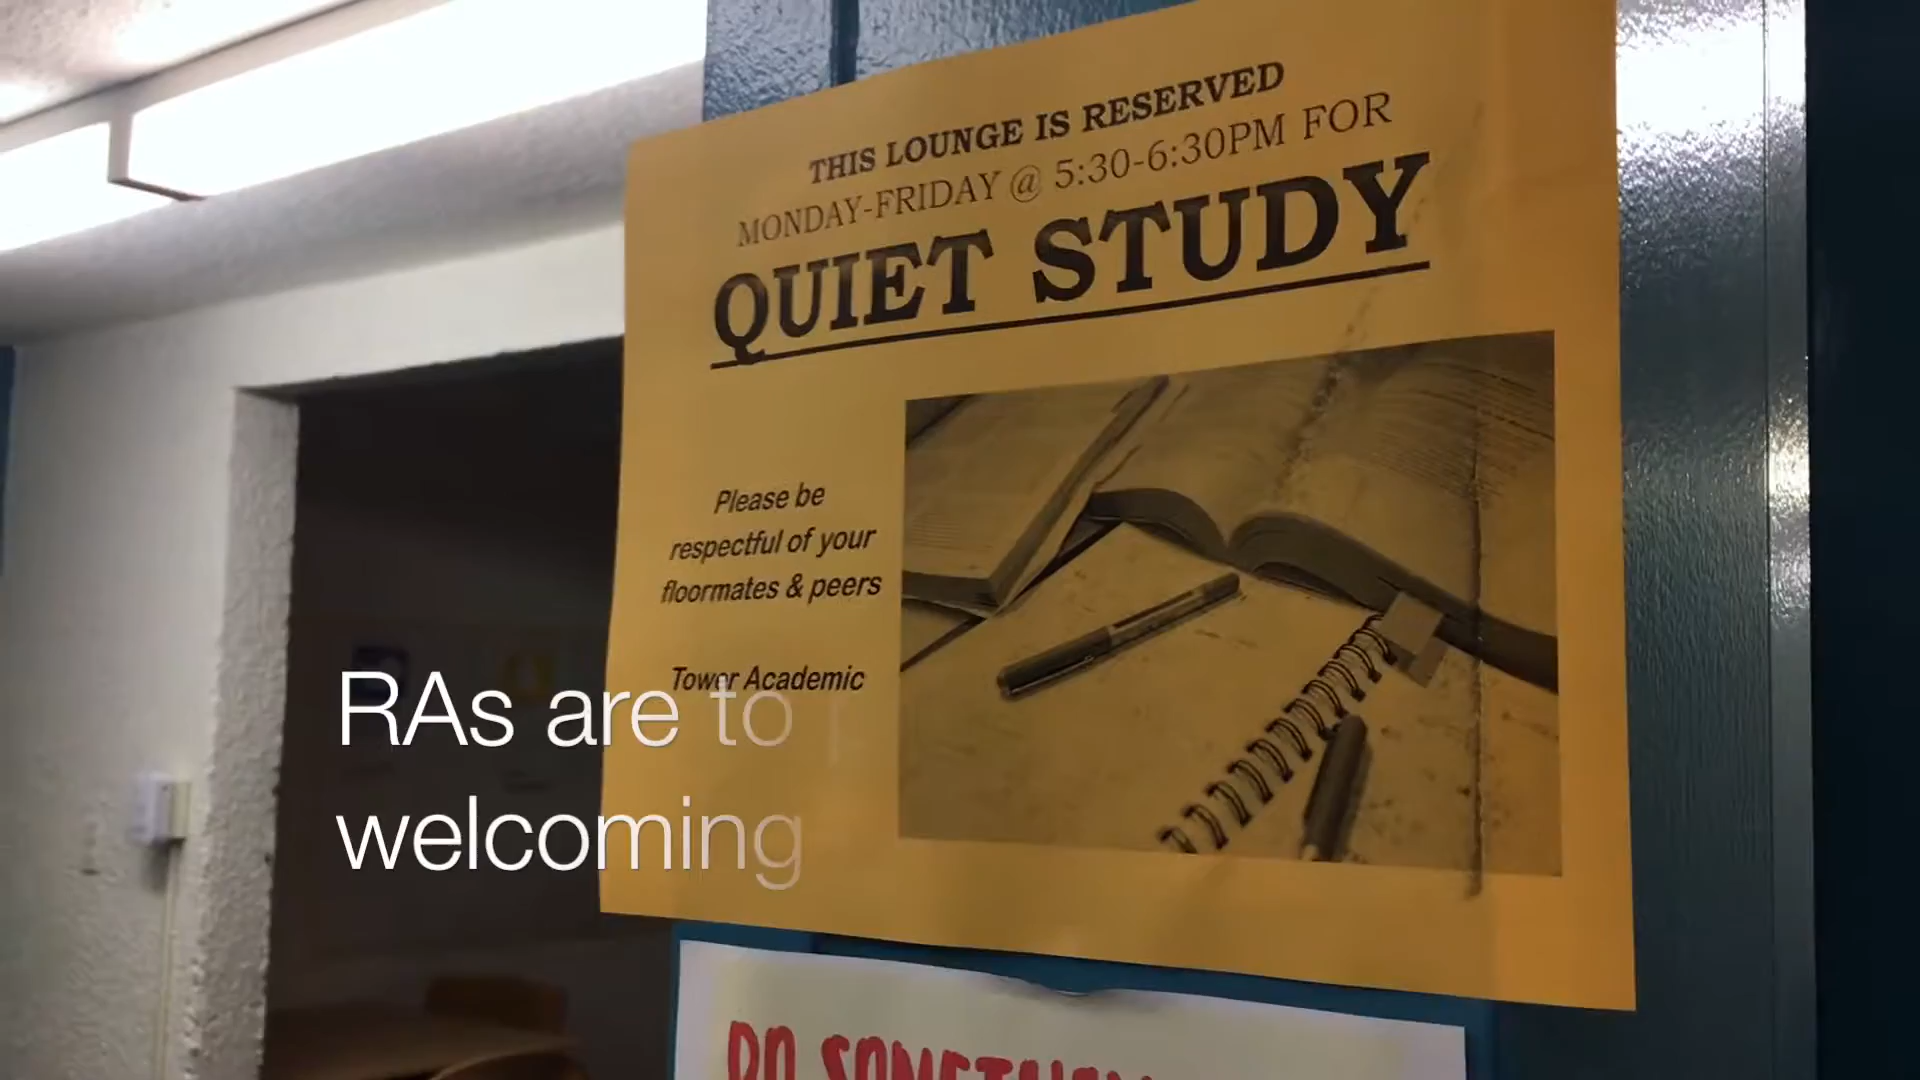 THIS LOUNGE IS RESERVED
MONDAY-FRIDAY @ 5:30-6:30PM FOR
QUIET STUDY
Please be
respectful of your
floormates & peers
Tower Academic
RAs are to
welcoming
DO